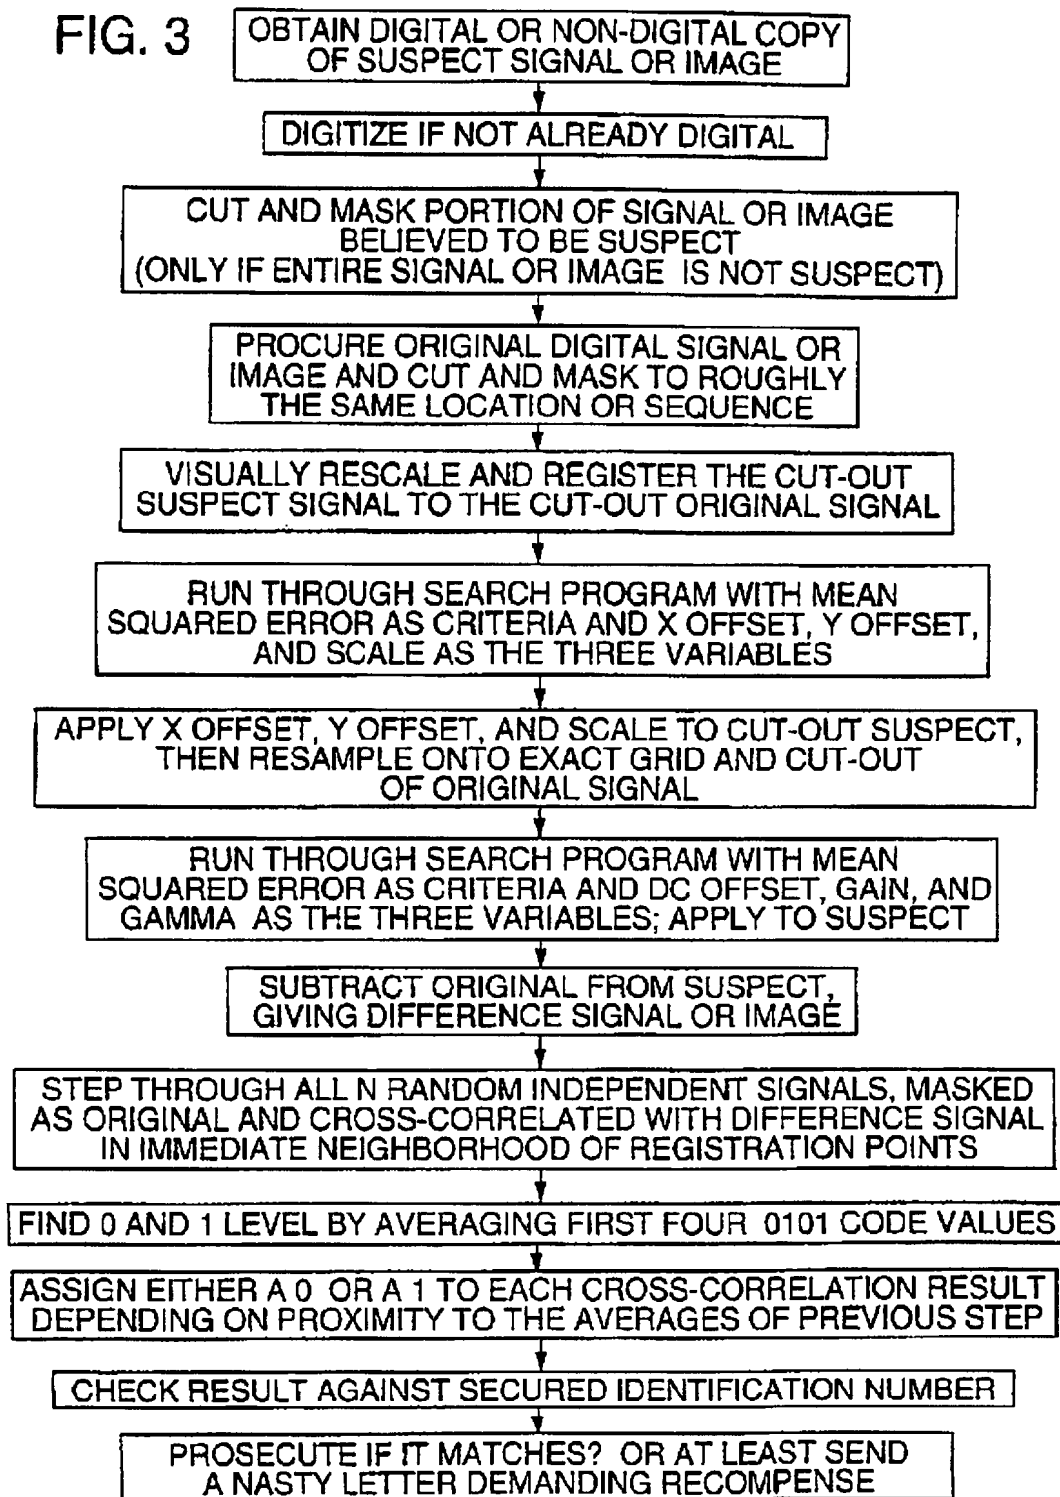 FIG. 3
OBTAIN DIGITAL OR NON-DIGITAL COPY
OF SUSPECT SIGNAL OR IMAGE
DIGITIZE IF NOT ALREADY DIGITAL
CUT AND MASK PORTION OF SIGNAL OR IMAGE
BELIEVED TO BE SUSPECT
(ONLY IF ENTIRE SIGNAL OR IMAGE IS NOT SUSPECT)
PROCURE ORIGINAL DIGITAL SIGNAL OR
IMAGE AND CUT AND MASK TO ROUGHLY
THE SAME LOCATION OR SEQUENCE
VISUALLY RESCALE AND REGISTER THE CUT-OUT
SUSPECT SIGNAL TO THE CUT-OUT ORIGINAL SIGNAL
RUN THROUGH SEARCH PROGRAM WITH MEAN
SQUARED ERROR AS CRITERIA AND X OFFSET, Y OFFSET,
AND SCALE AS THE THREE VARIABLES
APPLY X OFFSET, Y OFFSET, AND SCALE TO CUT-OUT SUSPECT,
THEN RESAMPLE ONTO EXACT GRID AND CUT-OUT
OF ORIGINAL SIGNAL
RUN THROUGH SEARCH PROGRAM WITH MEAN
SQUARED ERROR AS CRITERIA AND DC OFFSET, GAIN, AND
GAMMA AS THE THREE VARIABLES; APPLY TO SUSPECT
SUBTRACT ORIGINAL FROM SUSPECT,
GIVING DIFFERENCE SIGNAL OR IMAGE
STEP THROUGH ALL N RANDOM INDEPENDENT SIGNALS, MASKED
AS ORIGINAL AND CROSS-CORRELATED WITH DIFFERENCE SIGNAL
IN IMMEDIATE NEIGHBORHOOD OF REGISTRATION POINTS
FIND 0 AND 1 LEVEL BY AVERAGING FIRST FOUR 0101 CODE VALUES
ASSIGN EITHER A 0 OR A 1 TO EACH CROSS-CORRELATION RESULT
DEPENDING ON PROXIMITY TO THE AVERAGES OF PREVIOUS STEP
CHECK RESULT AGAINST SECURED IDENTIFICATION NUMBER
PROSECUTE IF IT MATCHES? OR AT LEAST SEND
A NASTY LETTER DEMANDING RECOMPENSE